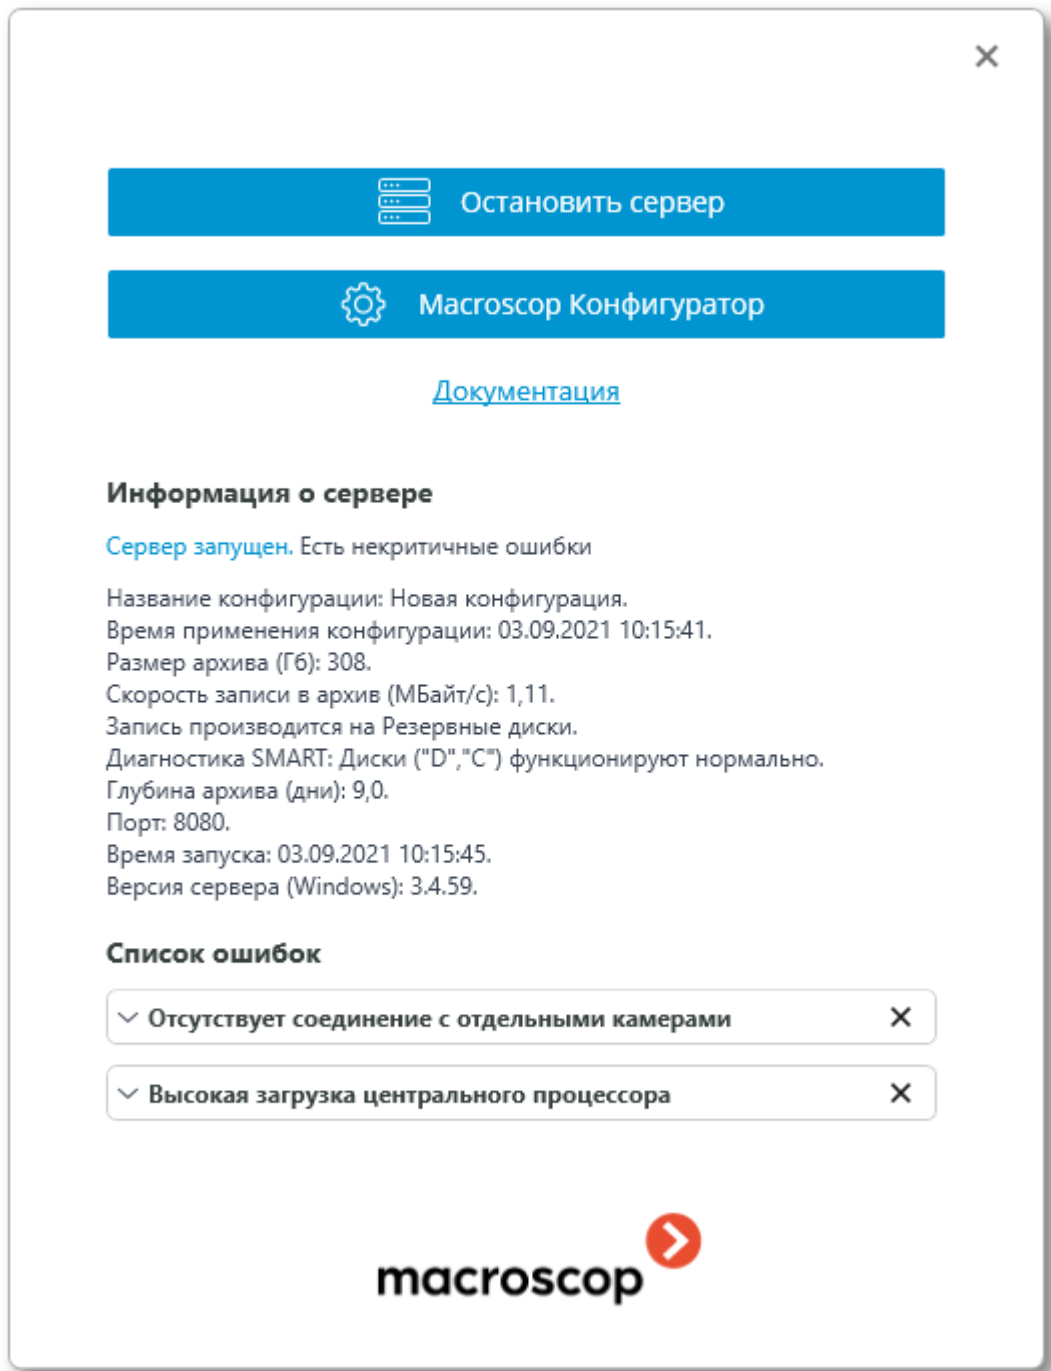 Остановить сервер
Macroscop Конфигуратор
Документация
Информация о сервере
Сервер запущен. Есть некритичные ошибки
Название конфигурации: Новая конфигурация.
Время применения конфигурации: 03.09.2021 10:15:41.
Размер архива (Гб): 308.
Скорость записи в архив (МБайт/с): 1,11.
Запись производится на Резервные диски.
Диагностика SMART: Диски ("D","C") функционируют нормально.
Глубина архива (дни): 9,0.
Порт: 8080.
Время запуска: 03.09.2021 10:15:45.
Версия сервера (Windows): 3.4.59.
Список ошибок
Отсутствует соединение с отдельными камерами
Высокая загрузка центрального процессора
macroscop